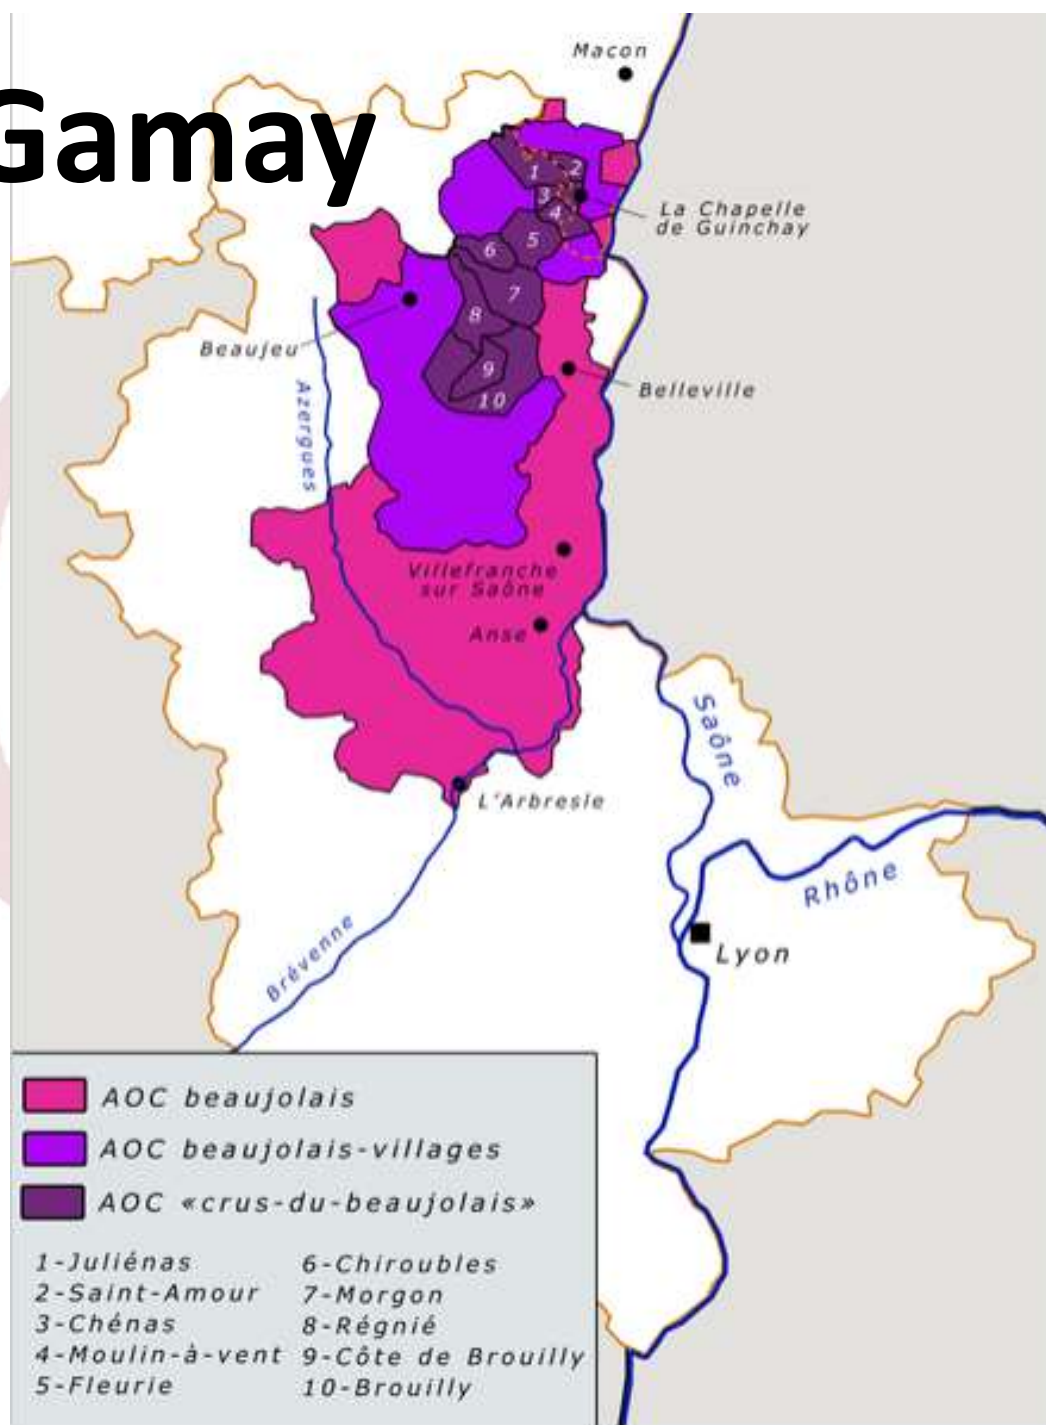 Gamay
Macon
1
2
3
4
5
6
7
8
9
10
La Chapelle
de Guinchay
Beaujeu
Belleville
Azergues
Villefranche
sur Saône
Anse
Saône
L'Arbresle
Rhône
Brévenne
Lyon
AOC beaujolais
AOC beaujolais-villages
AOC «crus-du-beaujolais»
1-Juliénas
2-Saint-Amour
3-Chénas
4-Moulin-à-vent
5-Fleurie
6-Chiroubles
7-Morgon
8-Régnié
9-Côte de Brouilly
10-Brouilly